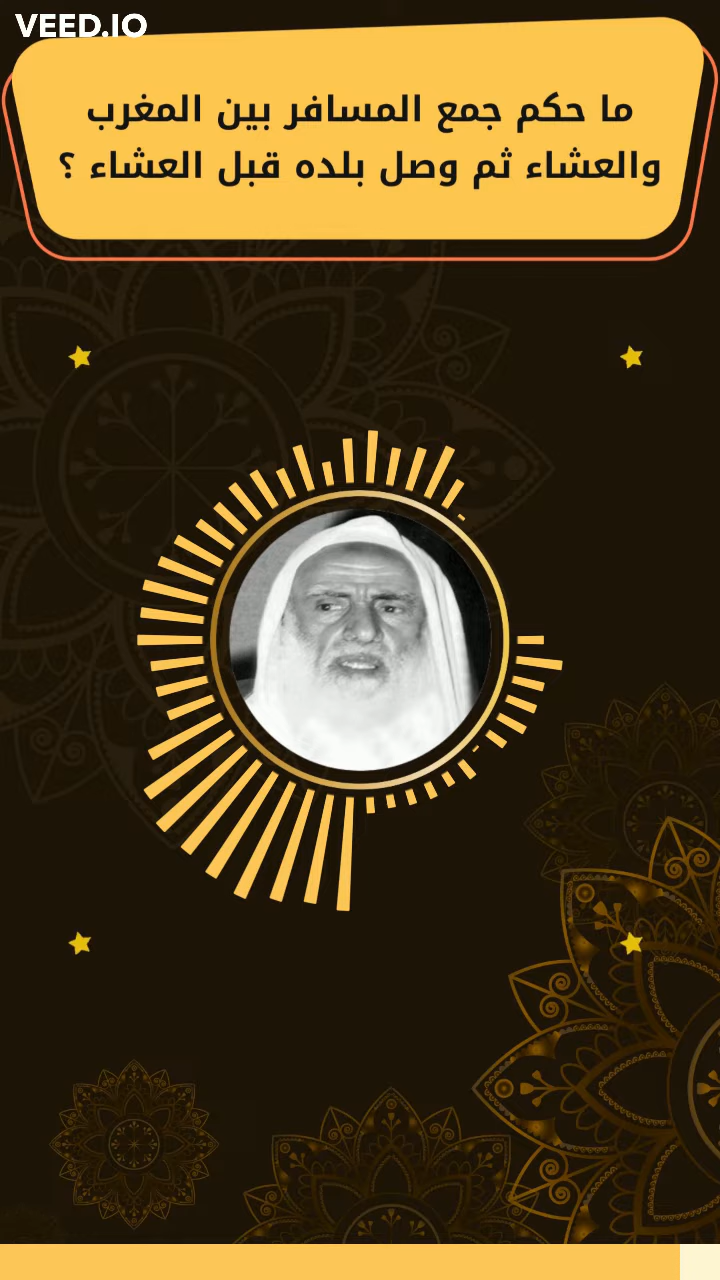 VEED.IO
ما حكم جمع المسافر بين المغرب
والعشاء ثم وصل بلده قبل العشاء ؟